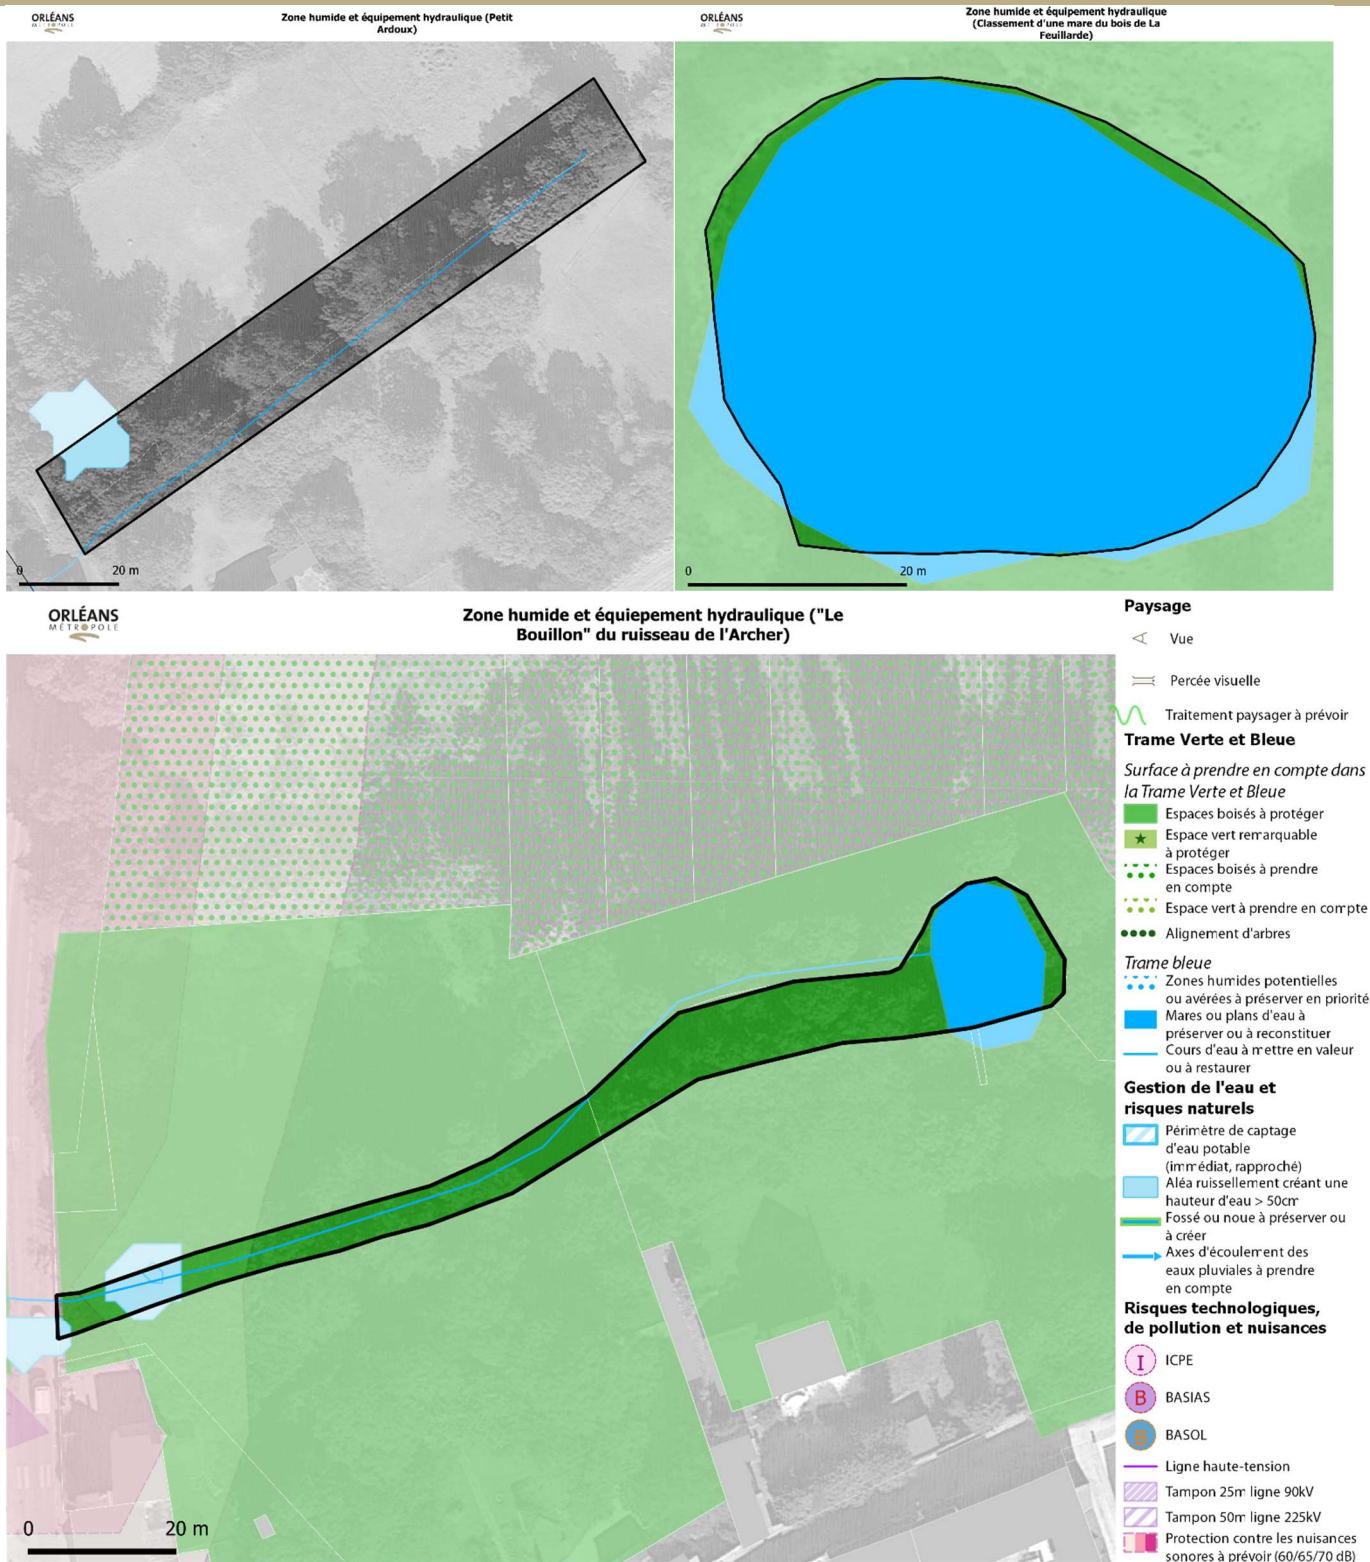 ORLÉANS
MÉTROPOLE
Zone humide et équipement hydraulique (Petit
Ardoux)
0
20 m
ORLÉANS
MÉTROPOLE
Zone humide et équipement hydraulique
(Classement d'une mare du bois de La
Feuillarde)
0
20 m
ORLÉANS
MÉTROPOLE
Zone humide et équiepement hydraulique ("Le
Bouillon" du ruisseau de l'Archer)
0
20 m
Paysage
Vue
Percée visuelle
Traitement paysager à prévoir
Trame Verte et Bleue
Surface à prendre en compte dans
la Trame Verte et Bleue
Espaces boisés à protéger
Espace vert remarquable
à protéger
Espaces boisés à prendre
en compte
Espace vert à prendre en compte
Alignement d'arbres
Trame bleue
Zones humides potentielles
ou avérées à préserver en priorité
Mares ou plans d'eau à
préserver ou à reconstituer
Cours d'eau à mettre en valeur
ou à restaurer
Gestion de l'eau et
risques naturels
Périmètre de captage
d'eau potable
(immédiat, rapproché)
Aléa ruissellement créant une
hauteur d'eau > 50cm
Fossé ou noue à préserver ou
à créer
Axes d'écoulement des
eaux pluviales à prendre
en compte
Risques technologiques,
de pollution et nuisances
I ICPE
B BASIAS
B BASOL
Ligne haute-tension
Tampon 25m ligne 90kV
Tampon 50m ligne 225kV
Protection contre les nuisances
sonores à prévoir (60/65/70 dB)